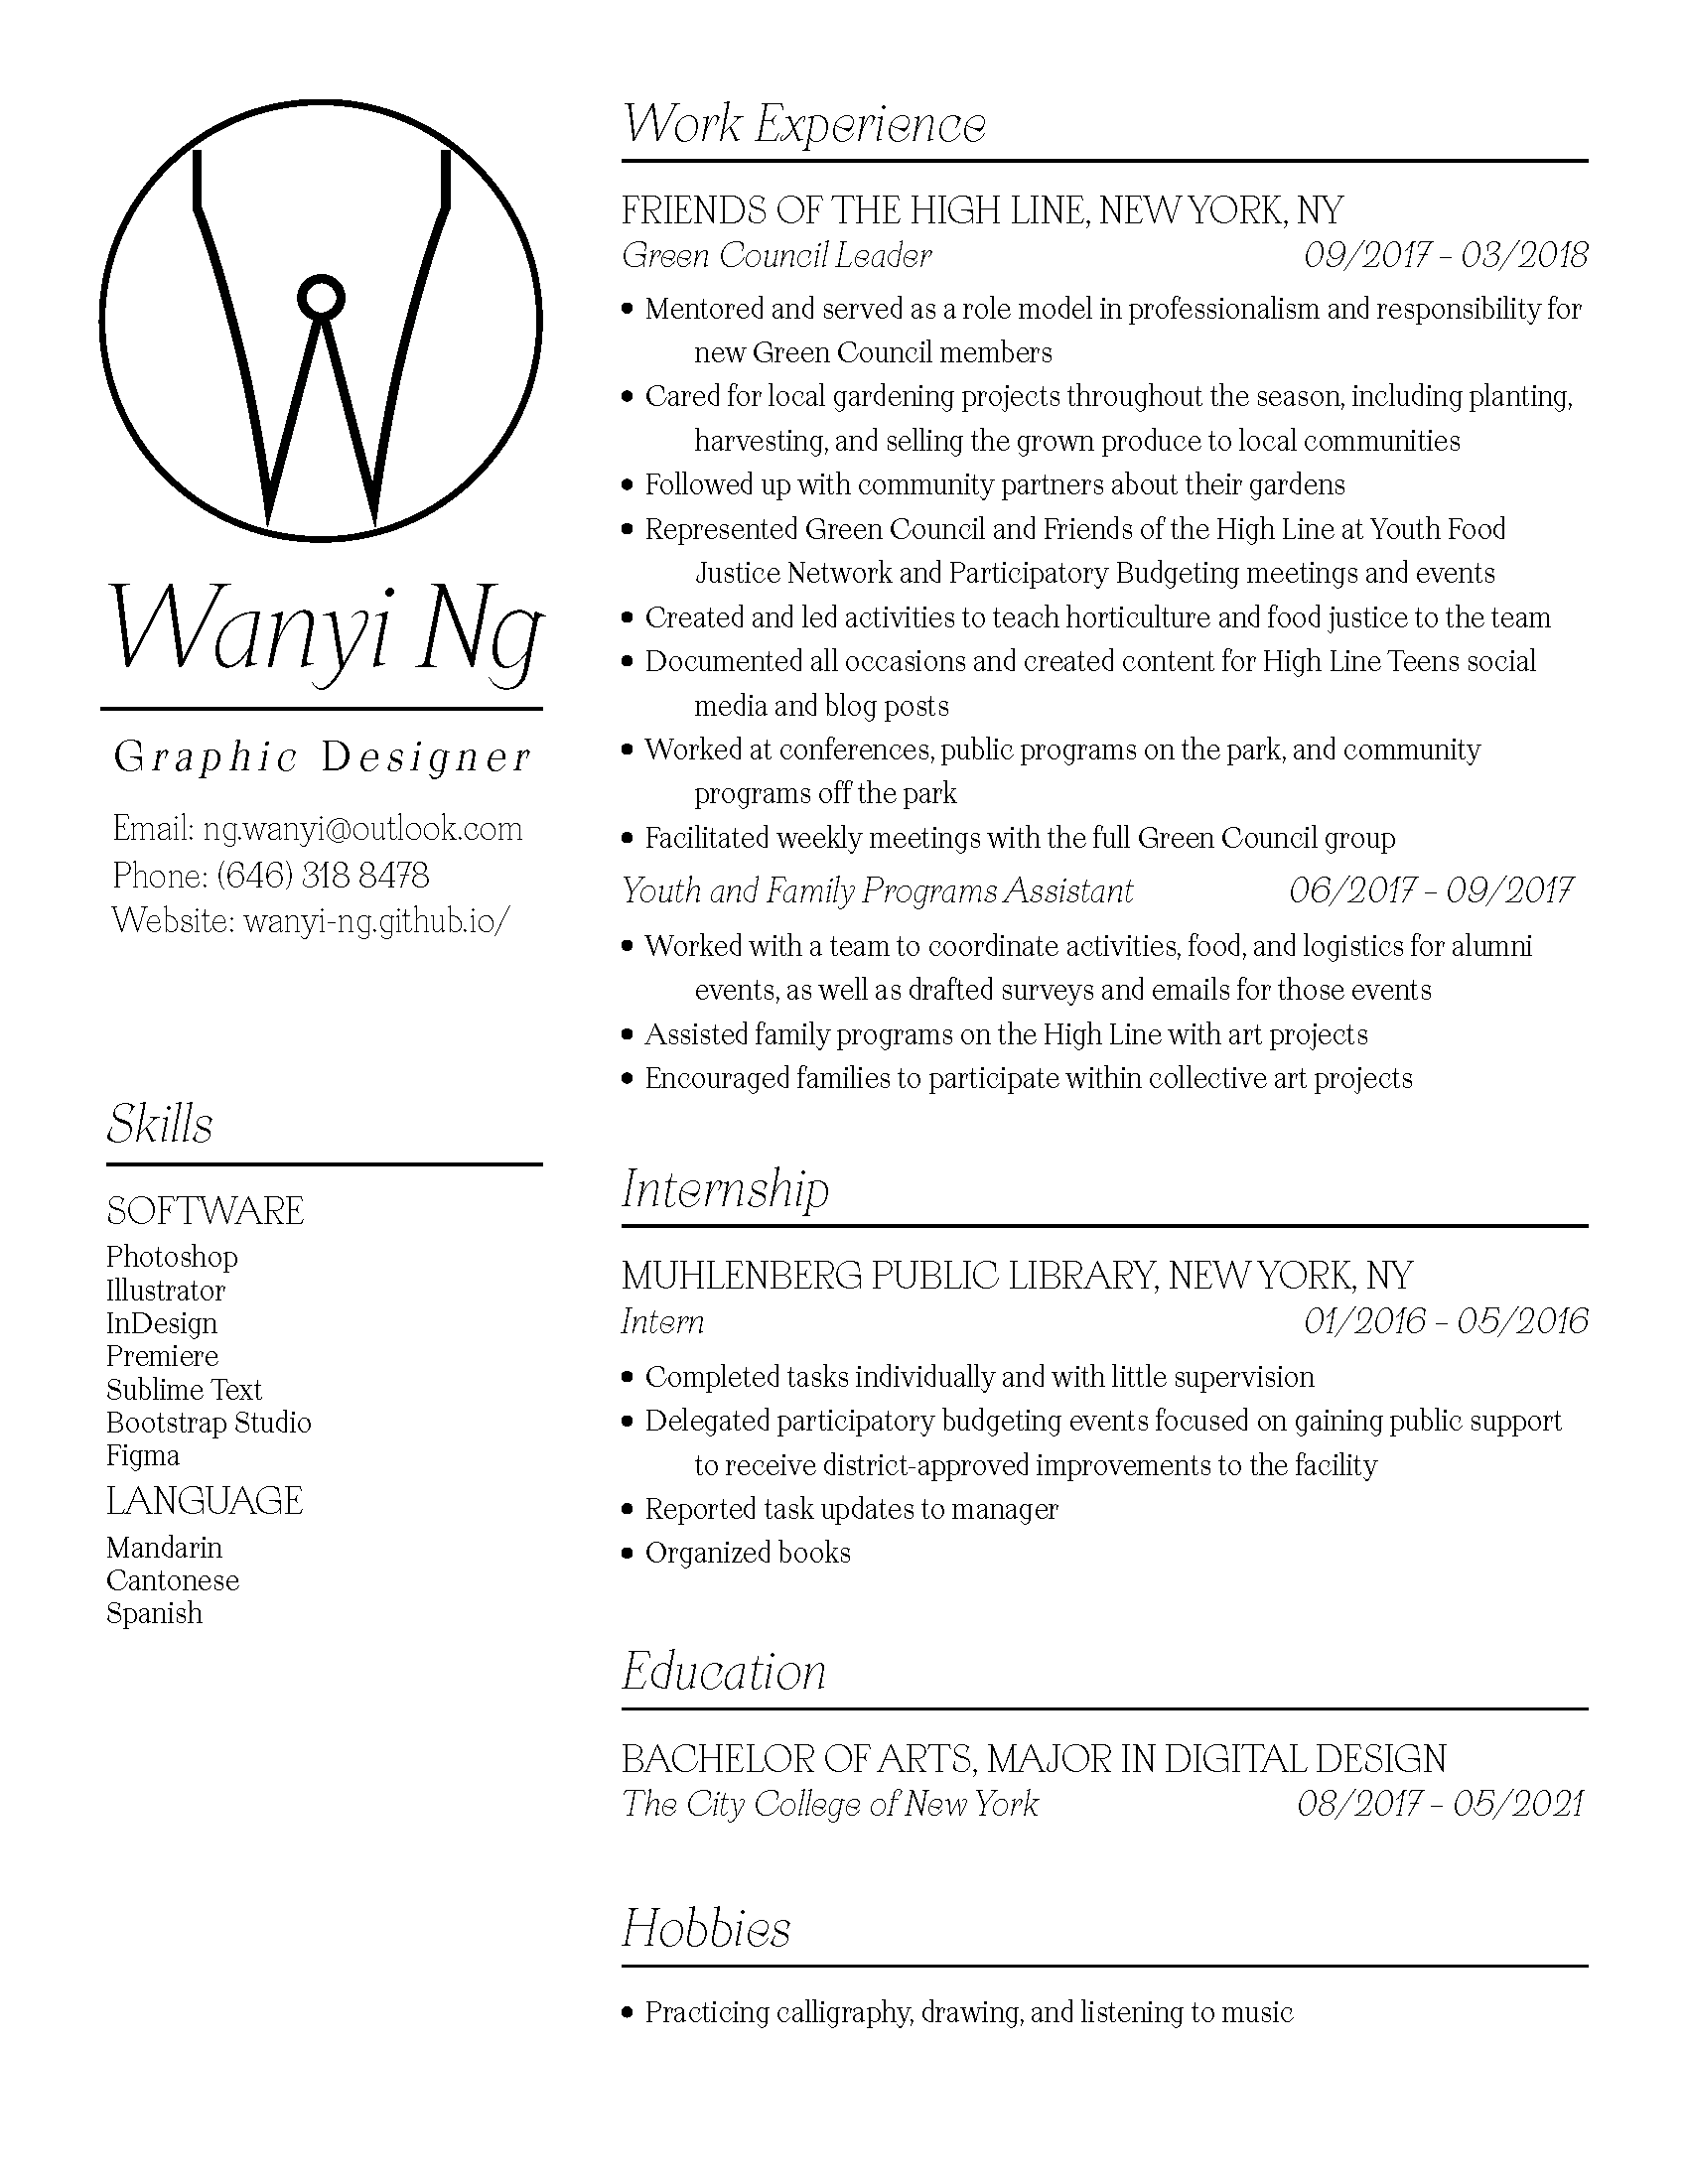 Wanyi Ng
Graphic Designer
Email: ng.wanyi@outlook.com
Phone: (646) 318 8478
Website: wanyi-ng.github.io/
Skills
SOFTWARE
Photoshop
Illustrator
InDesign
Premiere
Sublime Text
Bootstrap Studio
Figma
LANGUAGE
Mandarin
Cantonese
Spanish
Work Experience
FRIENDS OF THE HIGH LINE, NEW YORK, NY
Green Council Leader 09/2017 – 03/2018
• Mentored and served as a role model in professionalism and responsibility for
new Green Council members
• Cared for local gardening projects throughout the season, including planting,
harvesting, and selling the grown produce to local communities
• Followed up with community partners about their gardens
• Represented Green Council and Friends of the High Line at Youth Food
Justice Network and Participatory Budgeting meetings and events
• Created and led activities to teach horticulture and food justice to the team
• Documented all occasions and created content for High Line Teens social
media and blog posts
• Worked at conferences, public programs on the park, and community
programs off the park
• Facilitated weekly meetings with the full Green Council group
Youth and Family Programs Assistant 06/2017 – 09/2017
• Worked with a team to coordinate activities, food, and logistics for alumni
events, as well as drafted surveys and emails for those events
• Assisted family programs on the High Line with art projects
• Encouraged families to participate within collective art projects
Internship
MUHLENBERG PUBLIC LIBRARY, NEW YORK, NY
Intern 01/2016 – 05/2016
• Completed tasks individually and with little supervision
• Delegated participatory budgeting events focused on gaining public support
to receive district-approved improvements to the facility
• Reported task updates to manager
• Organized books
Education
BACHELOR OF ARTS, MAJOR IN DIGITAL DESIGN
The City College of New York 08/2017 – 05/2021
Hobbies
• Practicing calligraphy, drawing, and listening to music